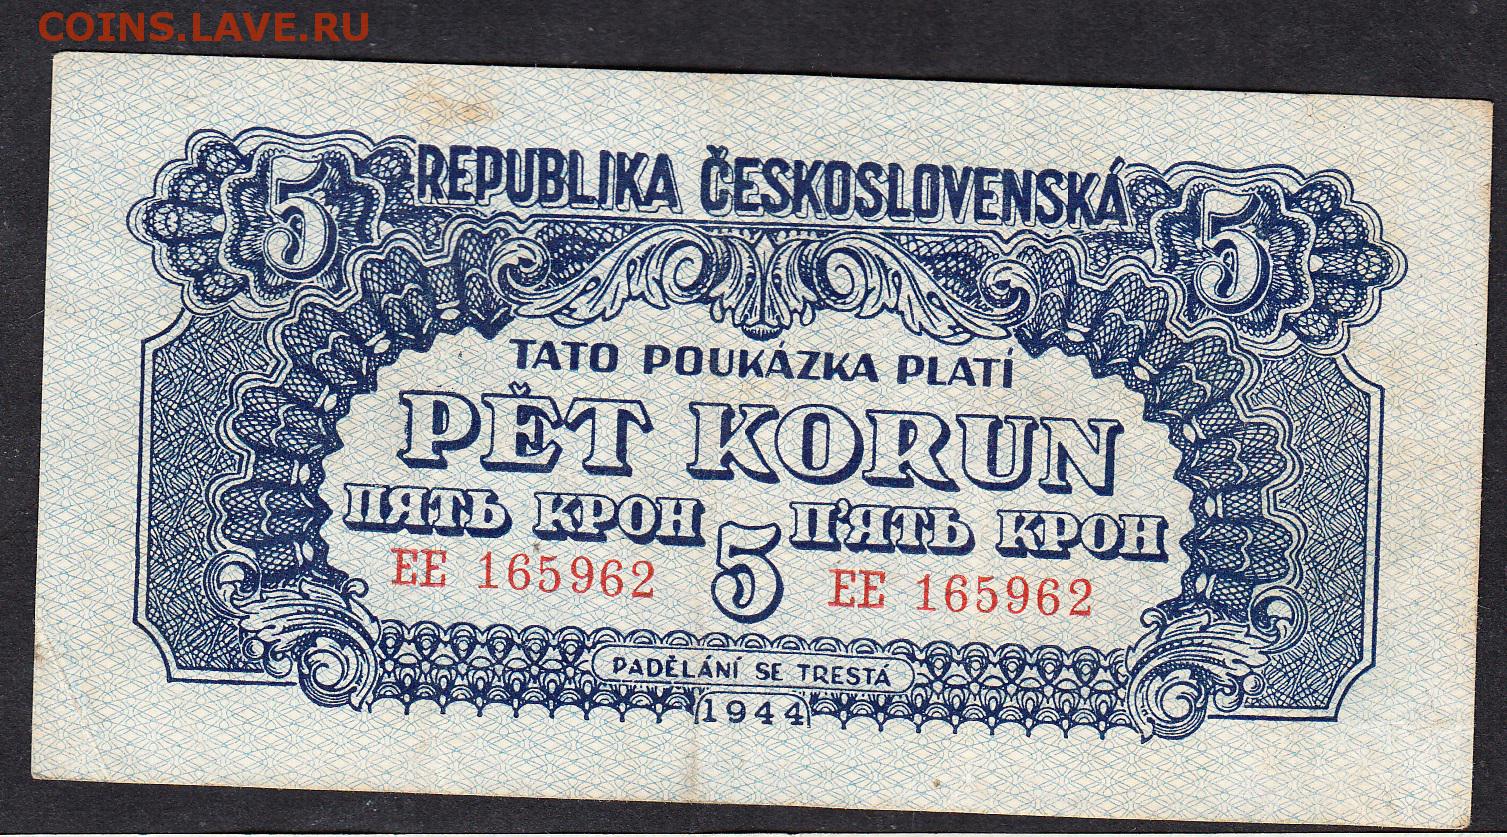 COINS.LAVE.RU
5 REPUBLIKA ČESKOSLOVENSKÁ 5
TATO POUKÁZKA PLATÍ
PĚT KORUN
ПЯТЬ КРОН 5 П'ЯТЬ КРОН
EE 165962 EE 165962
PADĚLÁNÍ SE TRESTÁ
1944